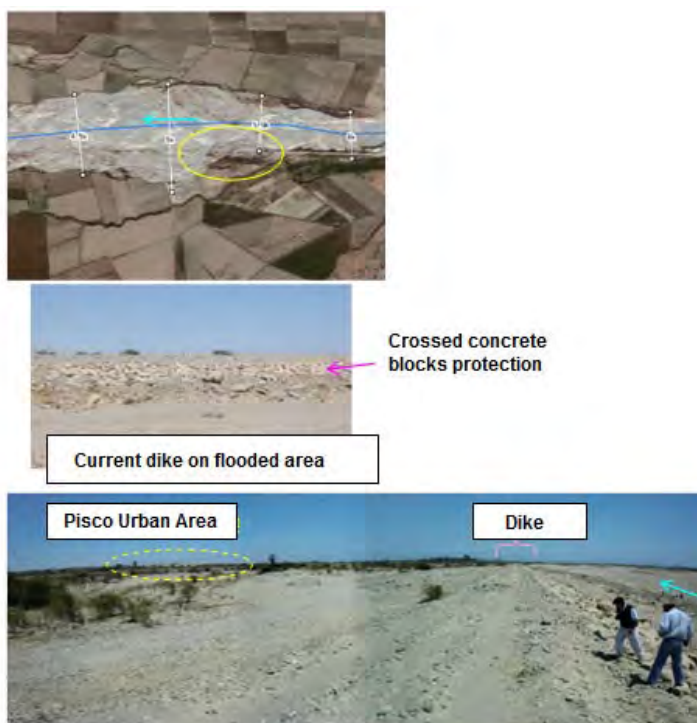 Crossed concrete
blocks protection
Current dike on flooded area
Pisco Urban Area
Dike